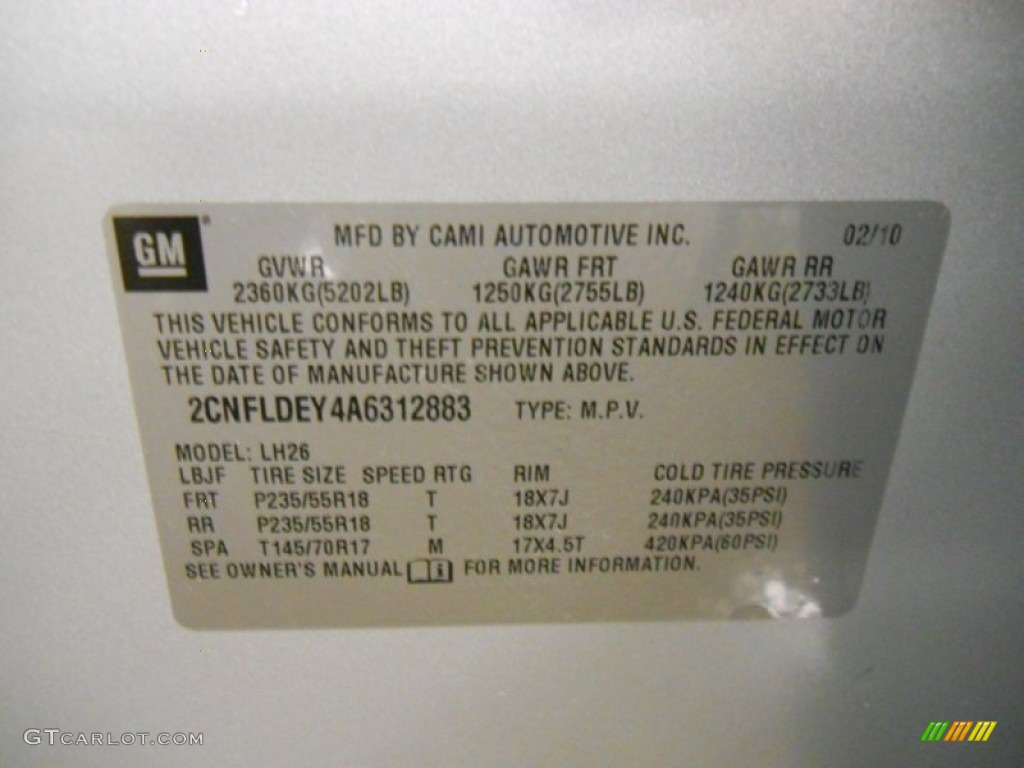 GM
MFD BY CAMI AUTOMOTIVE INC. 02/10
GVWR GAWR FRT GAWR RR
2360KG(5202LB) 1250KG(2755LB) 1240KG(2733LB)
THIS VEHICLE CONFORMS TO ALL APPLICABLE U.S. FEDERAL MOTOR
VEHICLE SAFETY AND THEFT PREVENTION STANDARDS IN EFFECT ON
THE DATE OF MANUFACTURE SHOWN ABOVE.
2CNFLDEY4A6312883 TYPE: M.P.V.
MODEL: LH26
LBJF TIRE SIZE SPEED RTG RIM COLD TIRE PRESSURE
FRT P235/55R18 T 18X7J 240KPA(35PSI)
RR P235/55R18 T 18X7J 240KPA(35PSI)
SPA T145/70R17 M 17X4.5T 420KPA(60PSI)
SEE OWNER'S MANUAL FOR MORE INFORMATION.
GTCARLOT.COM